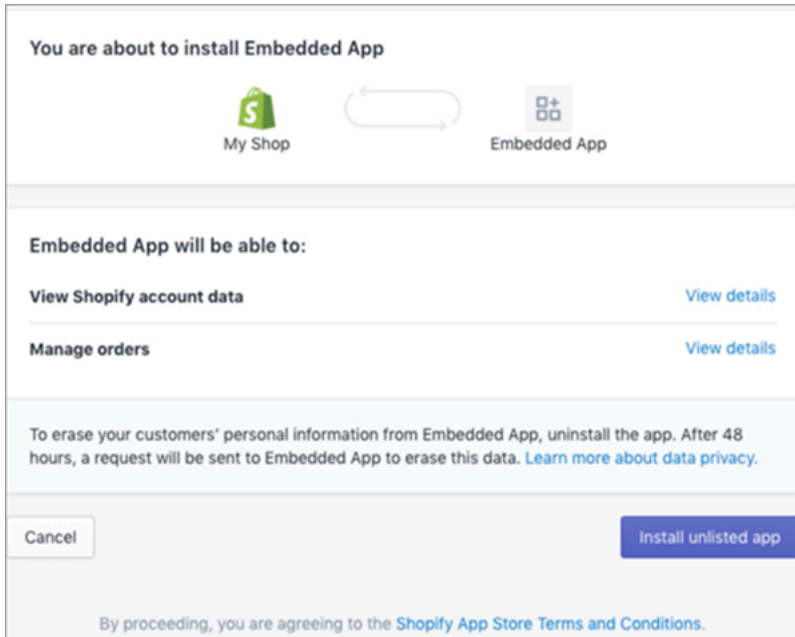 You are about to install Embedded App
My Shop
Embedded App
Embedded App will be able to:
View Shopify account data
View details
Manage orders
View details
To erase your customers' personal information from Embedded App, uninstall the app. After 48
hours, a request will be sent to Embedded App to erase this data. Learn more about data privacy.
Cancel
Install unlisted app
By proceeding, you are agreeing to the Shopify App Store Terms and Conditions.